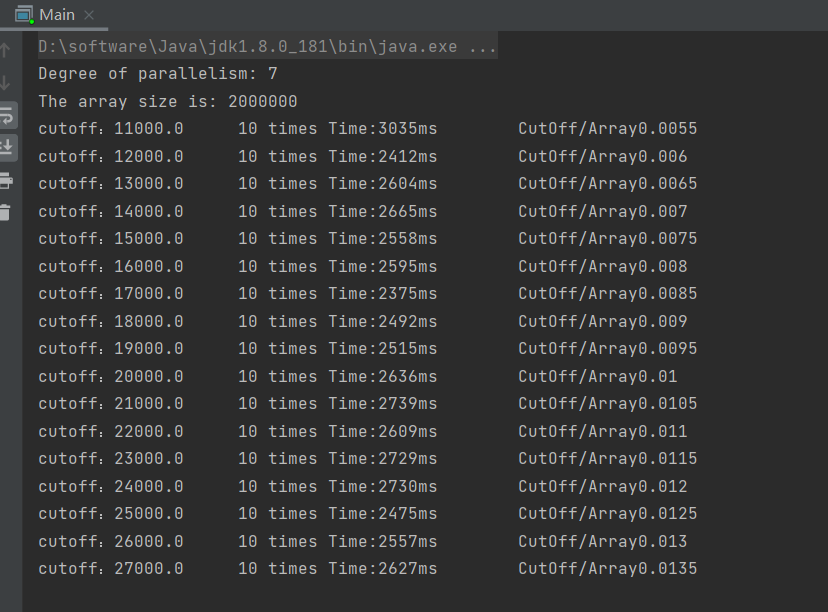 Main
D:\software\Java\jdk1.8.0_181\bin\java.exe ...
Degree of parallelism: 7
The array size is: 2000000
cutoff：11000.0 10 times Time:3035ms CutOff/Array0.0055
cutoff：12000.0 10 times Time:2412ms CutOff/Array0.006
cutoff：13000.0 10 times Time:2604ms CutOff/Array0.0065
cutoff：14000.0 10 times Time:2665ms CutOff/Array0.007
cutoff：15000.0 10 times Time:2558ms CutOff/Array0.0075
cutoff：16000.0 10 times Time:2595ms CutOff/Array0.008
cutoff：17000.0 10 times Time:2375ms CutOff/Array0.0085
cutoff：18000.0 10 times Time:2492ms CutOff/Array0.009
cutoff：19000.0 10 times Time:2515ms CutOff/Array0.0095
cutoff：20000.0 10 times Time:2636ms CutOff/Array0.01
cutoff：21000.0 10 times Time:2739ms CutOff/Array0.0105
cutoff：22000.0 10 times Time:2609ms CutOff/Array0.011
cutoff：23000.0 10 times Time:2729ms CutOff/Array0.0115
cutoff：24000.0 10 times Time:2730ms CutOff/Array0.012
cutoff：25000.0 10 times Time:2475ms CutOff/Array0.0125
cutoff：26000.0 10 times Time:2557ms CutOff/Array0.013
cutoff：27000.0 10 times Time:2627ms CutOff/Array0.0135